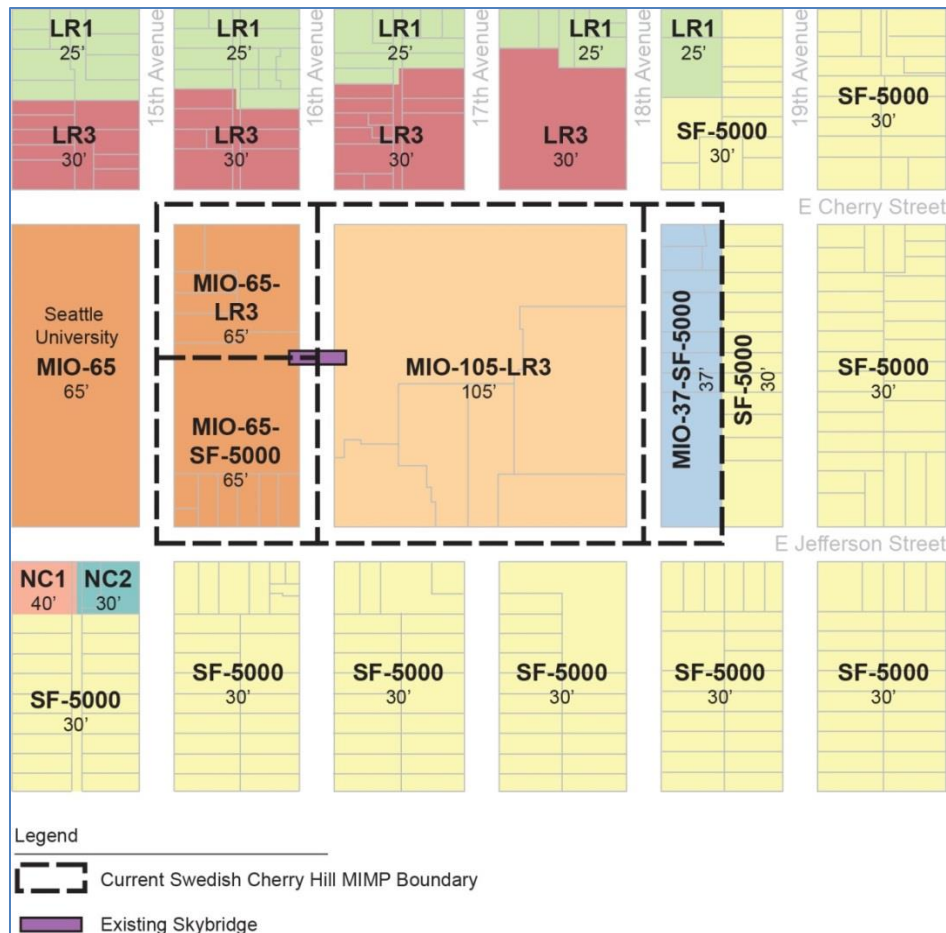 LR1
25'
15th Avenue
LR1
25'
16th Avenue
LR1
25'
17th Avenue
LR1
25'
18th Avenue
LR1
25'
19th Avenue
SF-5000
30'
LR3
30'
LR3
30'
LR3
30'
LR3
30'
SF-5000
30'
E Cherry Street
Seattle
University
MIO-65
65'
MIO-65-
LR3
65'
MIO-65-
SF-5000
65'
MIO-105-LR3
105'
MIO-37-SF-5000
37'
SF-5000
30'
SF-5000
30'
E Jefferson Street
NC1
40'
NC2
30'
SF-5000
30'
SF-5000
30'
SF-5000
30'
SF-5000
30'
SF-5000
30'
SF-5000
30'
Legend
Current Swedish Cherry Hill MIMP Boundary
Existing Skybridge